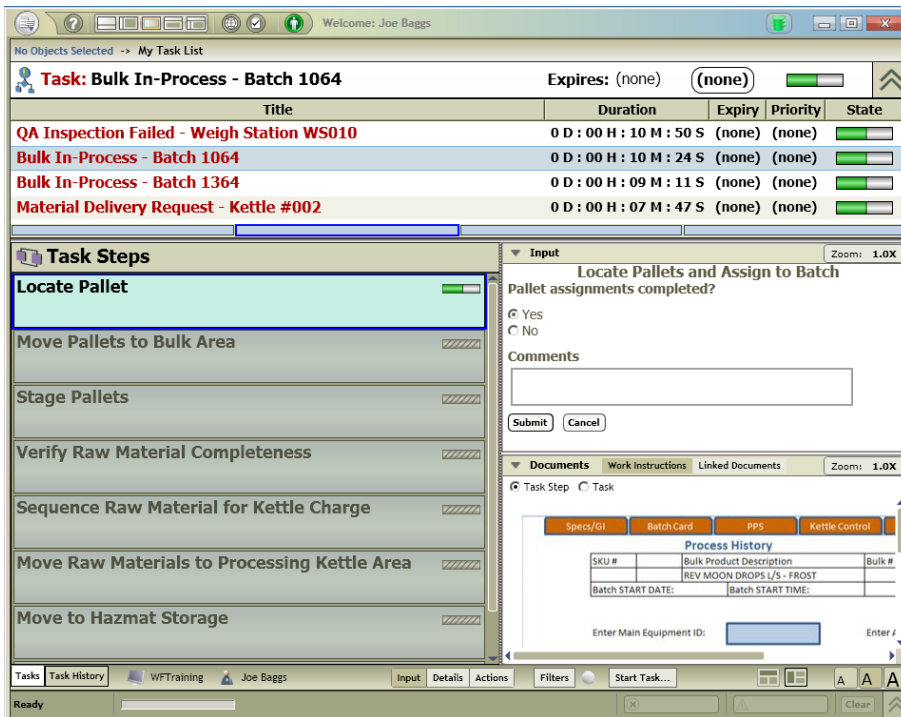 Welcome: Joe Baggs
No Objects Selected -> My Task List
Task: Bulk In-Process - Batch 1064 Expires: (none) (none)
Title Duration Expiry Priority State
QA Inspection Failed - Weigh Station WS010 0 D : 00 H : 10 M : 50 S (none) (none)
Bulk In-Process - Batch 1064 0 D : 00 H : 10 M : 24 S (none) (none)
Bulk In-Process - Batch 1364 0 D : 00 H : 09 M : 11 S (none) (none)
Material Delivery Request - Kettle #002 0 D : 00 H : 07 M : 47 S (none) (none)
Task Steps
Locate Pallet
Move Pallets to Bulk Area
Stage Pallets
Verify Raw Material Completeness
Sequence Raw Material for Kettle Charge
Move Raw Materials to Processing Kettle Area
Move to Hazmat Storage
Input Zoom: 1.0X
Locate Pallets and Assign to Batch
Pallet assignments completed?
Yes
No
Comments
Submit Cancel
Documents Work Instructions Linked Documents Zoom: 1.0X
Task Step Task
Specs/GI Batch Card PPS Kettle Control
Process History
SKU # Bulk Product Description Bulk #
REV MOON DROPS L/S - FROST
Batch START DATE: Batch START TIME:
Enter Main Equipment ID: Enter
Tasks Task History WFTraining Joe Baggs Input Details Actions Filters Start Task... A A A
Ready Clear